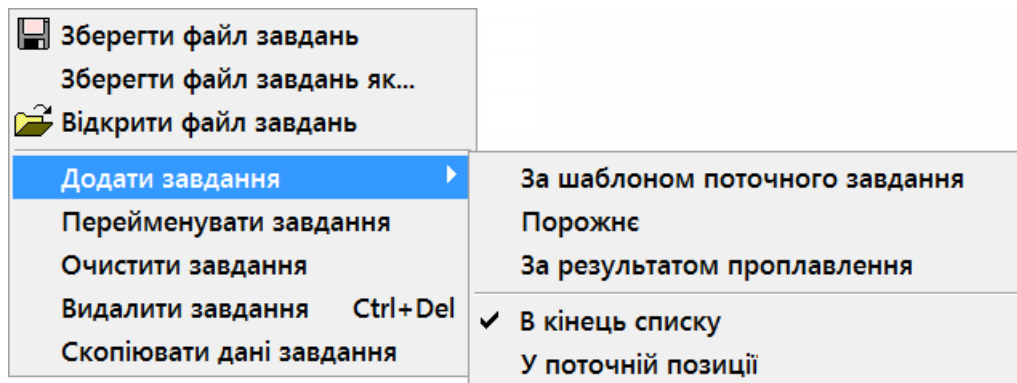 Зберегти файл завдань
Зберегти файл завдань як...
Відкрити файл завдань
Додати завдання
Перейменувати завдання
Очистити завдання
Видалити завдання Ctrl+Del
Скопіювати дані завдання
За шаблоном поточного завдання
Порожнє
За результатом проплавлення
В кінець списку
У поточній позиції